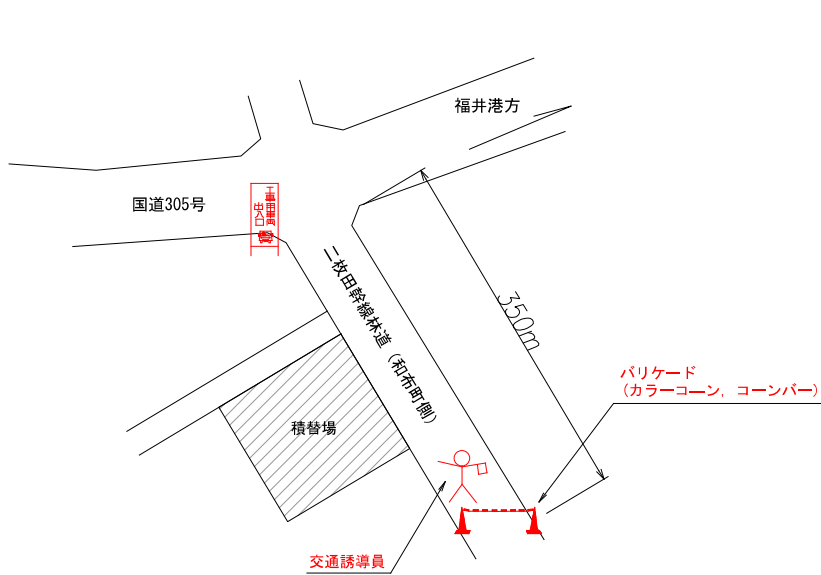 福井港方
国道305号
工事用車両
出入口
二枚田幹線林道（和布町側）
350m
バリケード
（カラーコーン，コーンバー）
積替場
交通誘導員